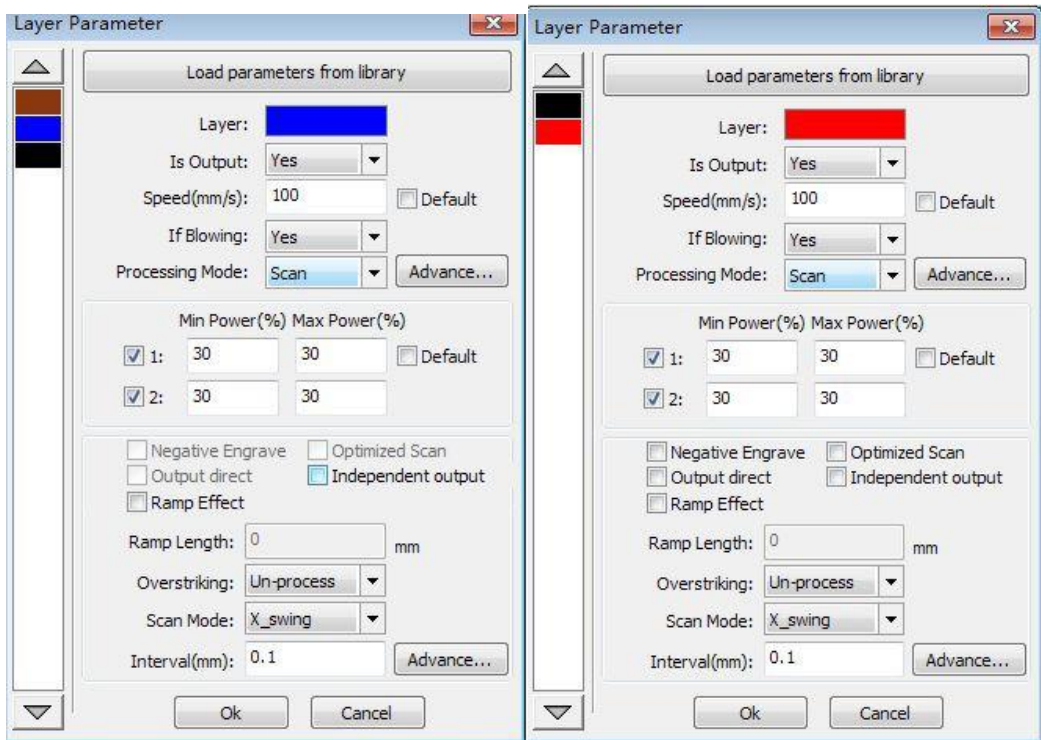 Layer Parameter
Load parameters from library
Layer:
Is Output: Yes
Speed(mm/s): 100 Default
If Blowing: Yes
Processing Mode: Scan Advance...
Min Power(%) Max Power(%)
1: 30 30 Default
2: 30 30
Negative Engrave Optimized Scan
Output direct Independent output
Ramp Effect
Ramp Length: 0 mm
Overstriking: Un-process
Scan Mode: X_swing
Interval(mm): 0.1 Advance...
Ok Cancel
Layer Parameter
Load parameters from library
Layer:
Is Output: Yes
Speed(mm/s): 100 Default
If Blowing: Yes
Processing Mode: Scan Advance...
Min Power(%) Max Power(%)
1: 30 30 Default
2: 30 30
Negative Engrave Optimized Scan
Output direct Independent output
Ramp Effect
Ramp Length: 0 mm
Overstriking: Un-process
Scan Mode: X_swing
Interval(mm): 0.1 Advance...
Ok Cancel